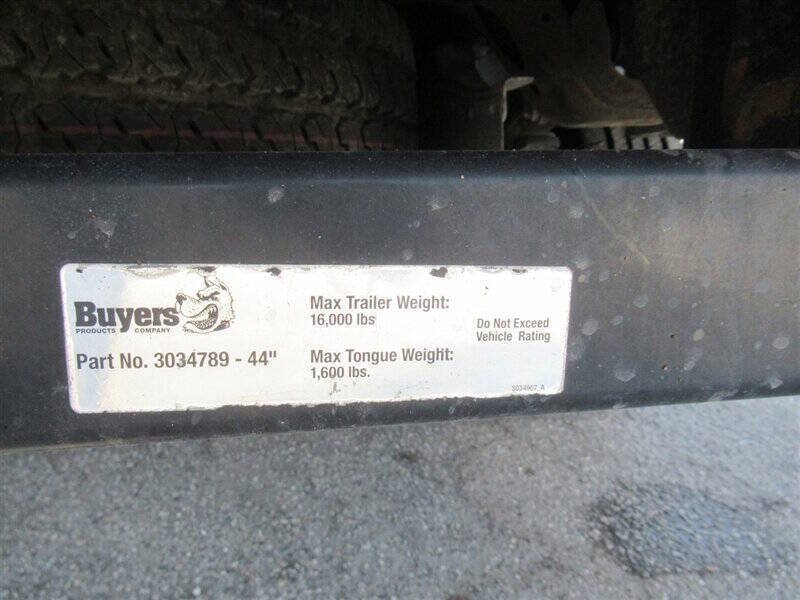 Buyers
PRODUCTS COMPANY
Part No. 3034789 - 44"
Max Trailer Weight:
16,000 lbs
Max Tongue Weight:
1,600 lbs.
Do Not Exceed
Vehicle Rating
3034907_A